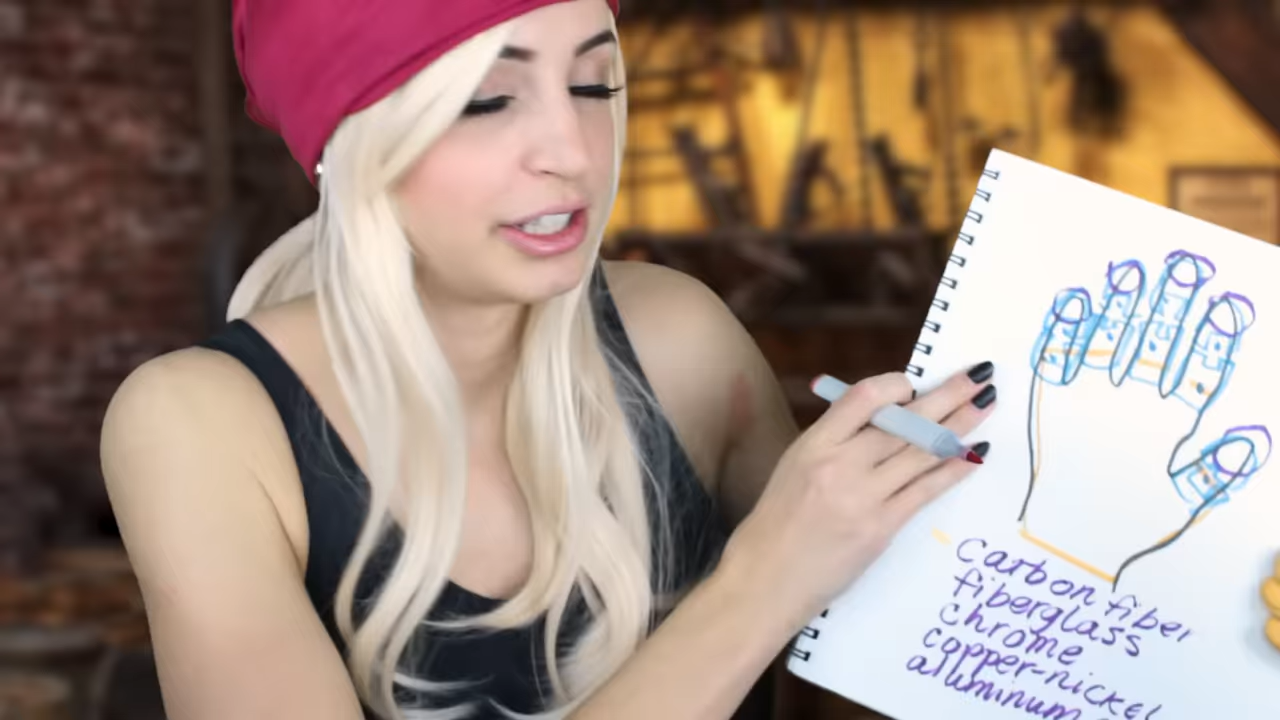 Carbon fiber
fiberglass
chrome
copper-nickel
aluminum